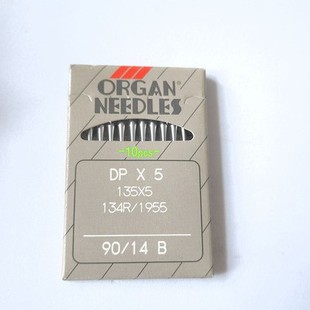 ORGAN®
NEEDLES
-10pcs-
DP X 5
135X5
134R/1955
90/14 B